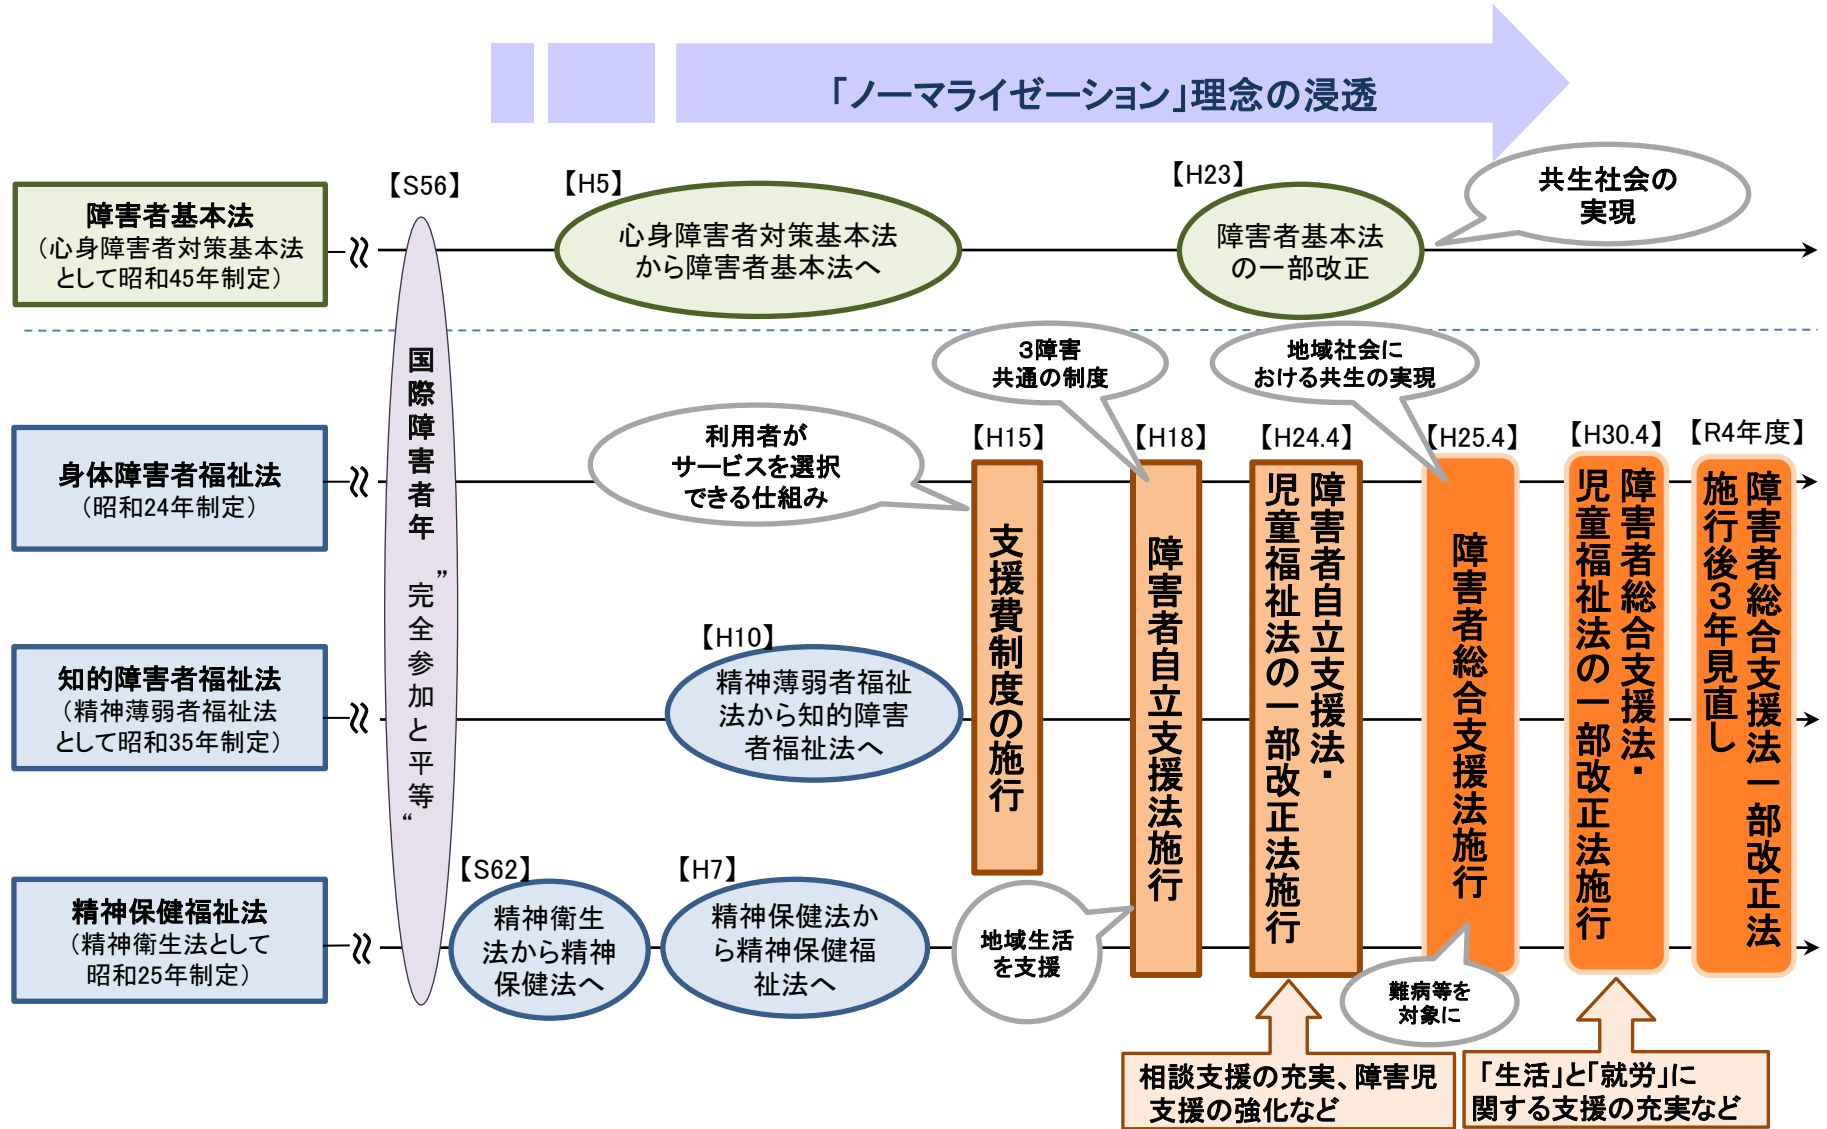 「ノーマライゼーション」理念の浸透
障害者基本法
（心身障害者対策基本法
として昭和45年制定）
【S56】
【H5】
心身障害者対策基本法
から障害者基本法へ
【H23】
障害者基本法
の一部改正
共生社会の
実現
国際障害者年 “完全参加と平等”
３障害
共通の制度
地域社会に
おける共生の実現
身体障害者福祉法
（昭和24年制定）
利用者が
サービスを選択
できる仕組み
【H15】
支援費制度の施行
【H18】
障害者自立支援法施行
【H24.4】
障害者自立支援法・
児童福祉法の一部改正法施行
【H25.4】
障害者総合支援法施行
【H30.4】
障害者総合支援法・
児童福祉法の一部改正法施行
【R4年度】
障害者総合支援法一部改正法
施行後３年見直し
知的障害者福祉法
（精神薄弱者福祉法
として昭和35年制定）
【H10】
精神薄弱者福祉
法から知的障害
者福祉法へ
精神保健福祉法
（精神衛生法として
昭和25年制定）
【S62】
精神衛生
法から精神
保健法へ
【H7】
精神保健法か
ら精神保健福
祉法へ
地域生活
を支援
難病等を
対象に
相談支援の充実、障害児
支援の強化など
「生活」と「就労」に
関する支援の充実など